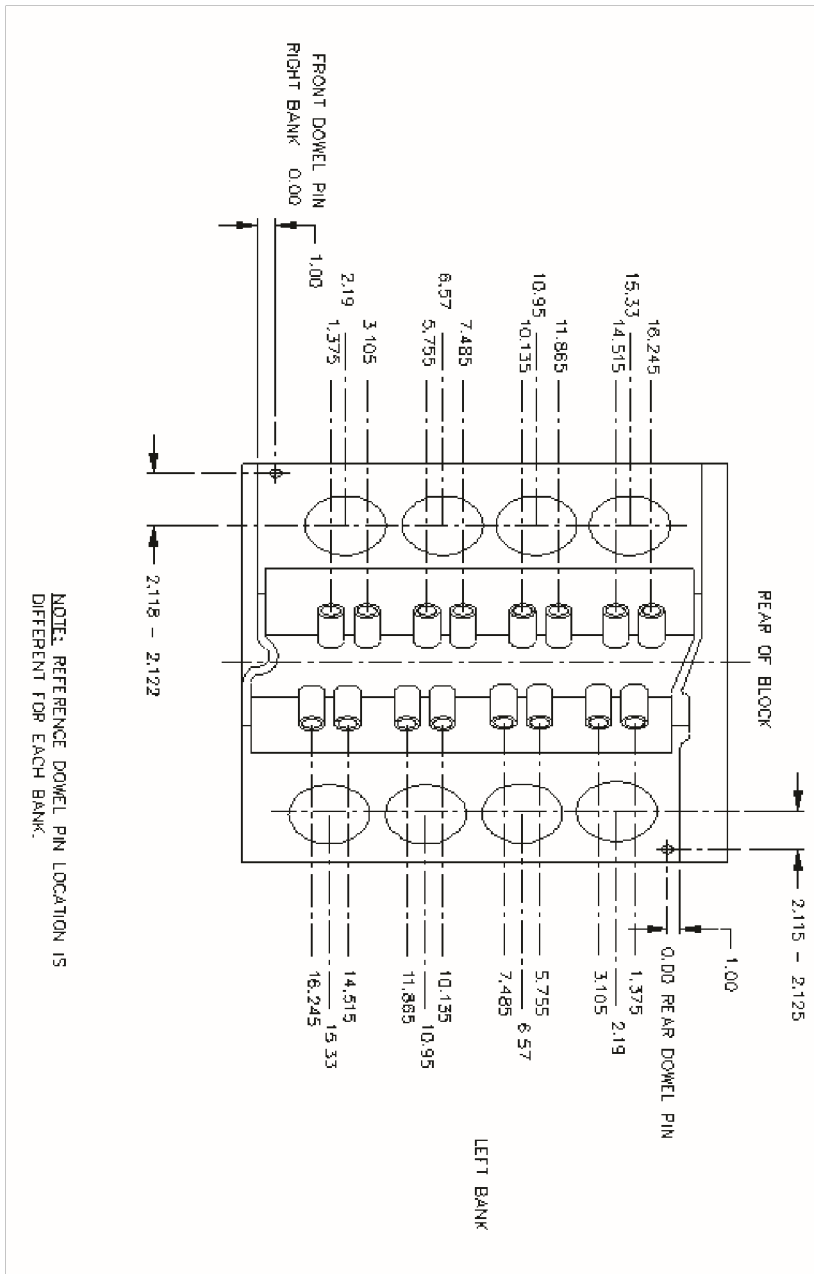 FRONT DOWEL PIN
RIGHT BANK 0.00
1.00
2.19
1.375
3.105
6.57
5.755
7.485
10.95
10.135
11.865
15.33
14.515
16.245
2.118 - 2.122
REAR OF BLOCK
2.115 - 2.125
1.00
0.00 REAR DOWEL PIN
1.375
2.19
3.105
5.755
6.57
7.485
10.135
10.95
11.865
14.515
15.33
16.245
LEFT BANK
NOTE: REFERENCE DOWEL PIN LOCATION IS
DIFFERENT FOR EACH BANK.